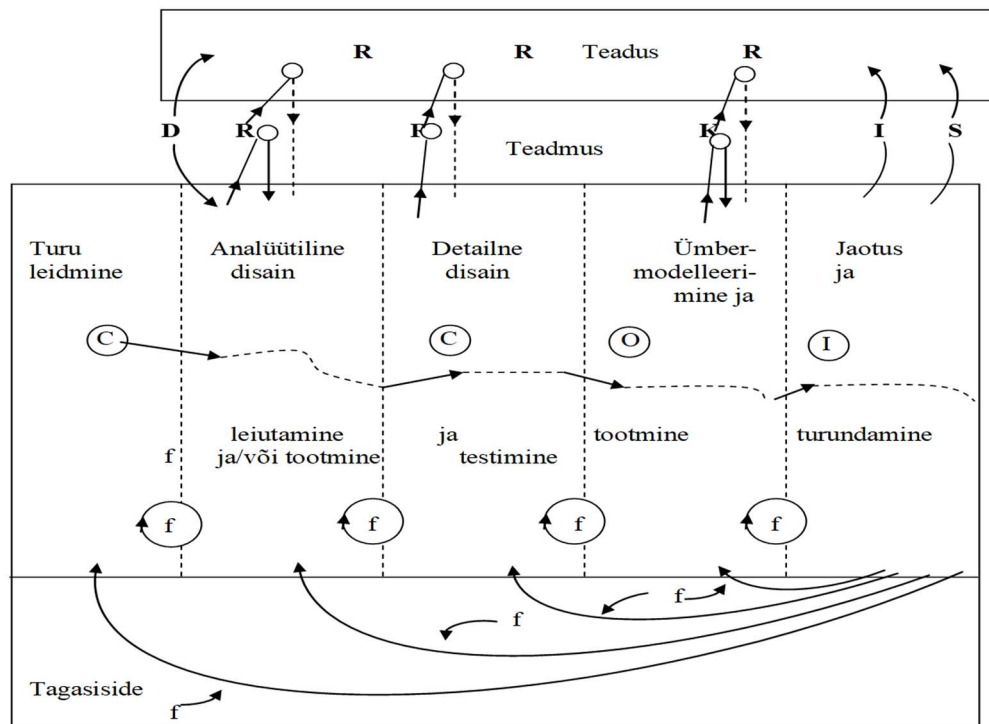 R R Teadus R
D R R K I S
Teadmus
Turu leidmine
Analüütiline disain
Detailne disain
Ümber-modelleeri-mine ja
Jaotus ja
C C O I
leiutamine ja/või tootmine
ja testimine
tootmine
turundamine
f
f f f f
f
f
Tagasiside
f